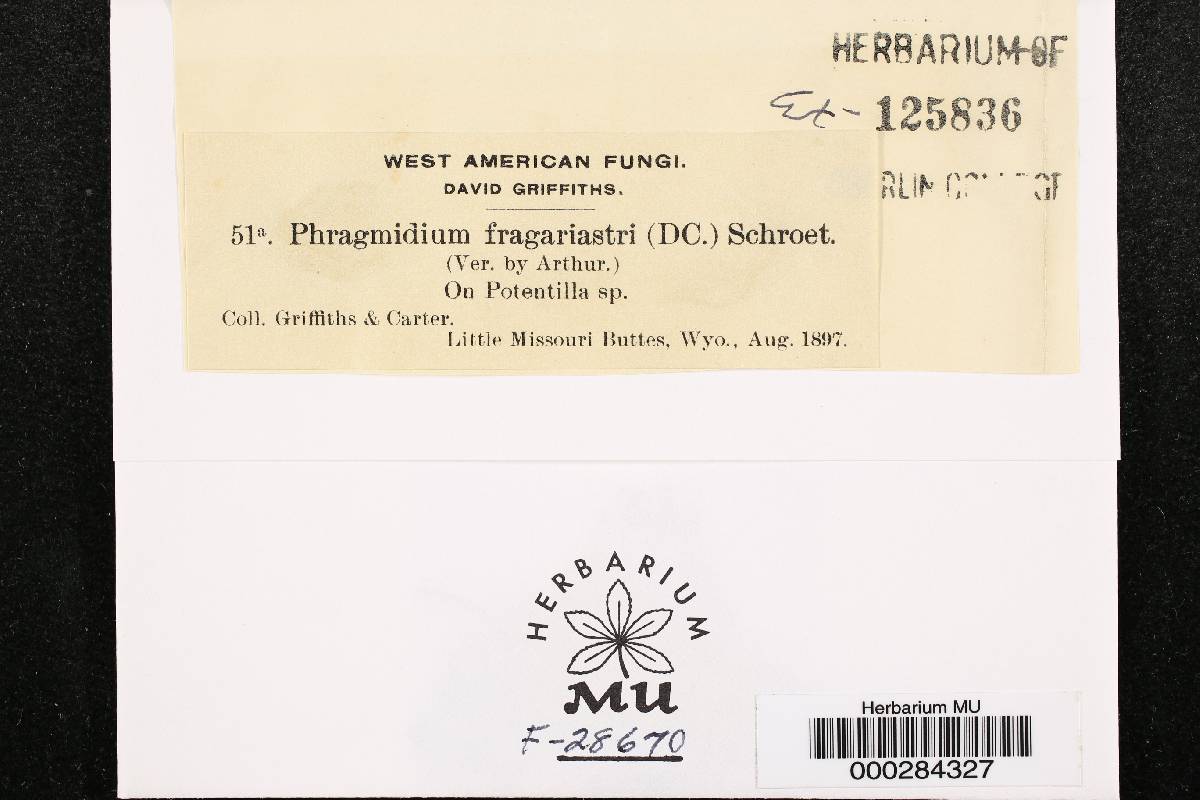 HERBARIUM OF
Ex- 125836
WEST AMERICAN FUNGI.
DAVID GRIFFITHS.
51ª. Phragmidium fragariastri (DC.) Schroet.
(Ver. by Arthur.)
On Potentilla sp.
Coll. Griffiths & Carter.
Little Missouri Buttes, Wyo., Aug. 1897.
HERBARIUM
MU
F-28670
Herbarium MU
000284327